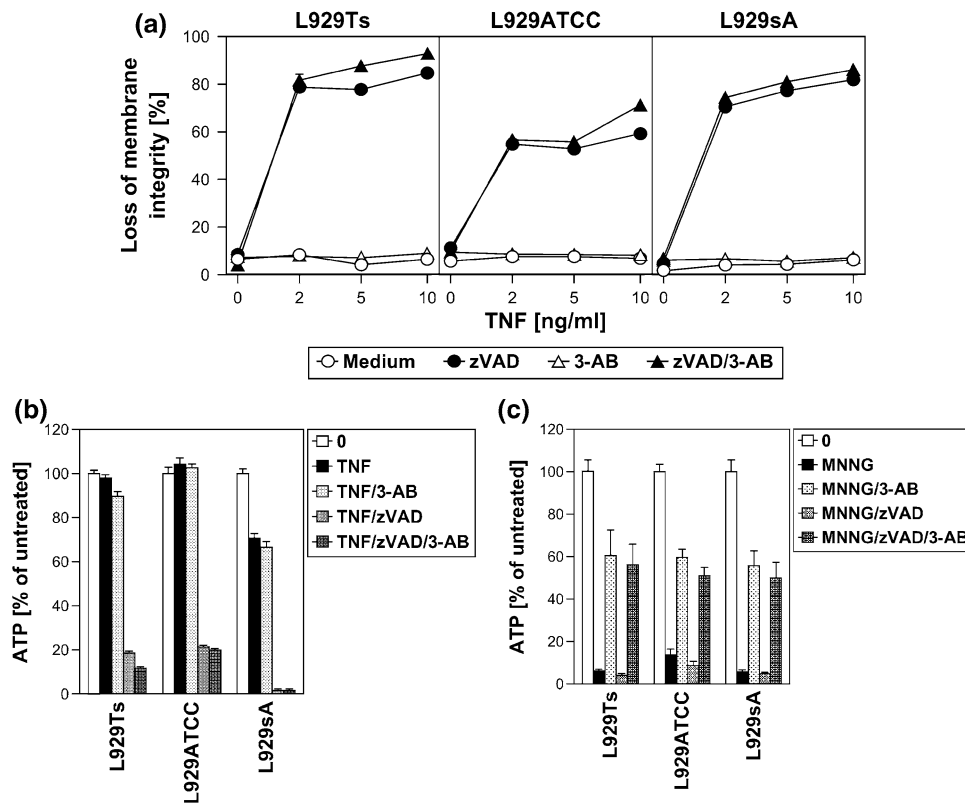 (a)
L929Ts L929ATCC L929sA
Loss of membrane
integrity [%]
100
80
60
40
20
0
0 2 5 10 0 2 5 10 0 2 5 10
TNF [ng/ml]
Medium zVAD 3-AB zVAD/3-AB
(b)
ATP [% of untreated]
120
100
80
60
40
20
0
L929Ts
L929ATCC
L929sA
0
TNF
TNF/3-AB
TNF/zVAD
TNF/zVAD/3-AB
(c)
ATP [% of untreated]
120
100
80
60
40
20
0
L929Ts
L929ATCC
L929sA
0
MNNG
MNNG/3-AB
MNNG/zVAD
MNNG/zVAD/3-AB